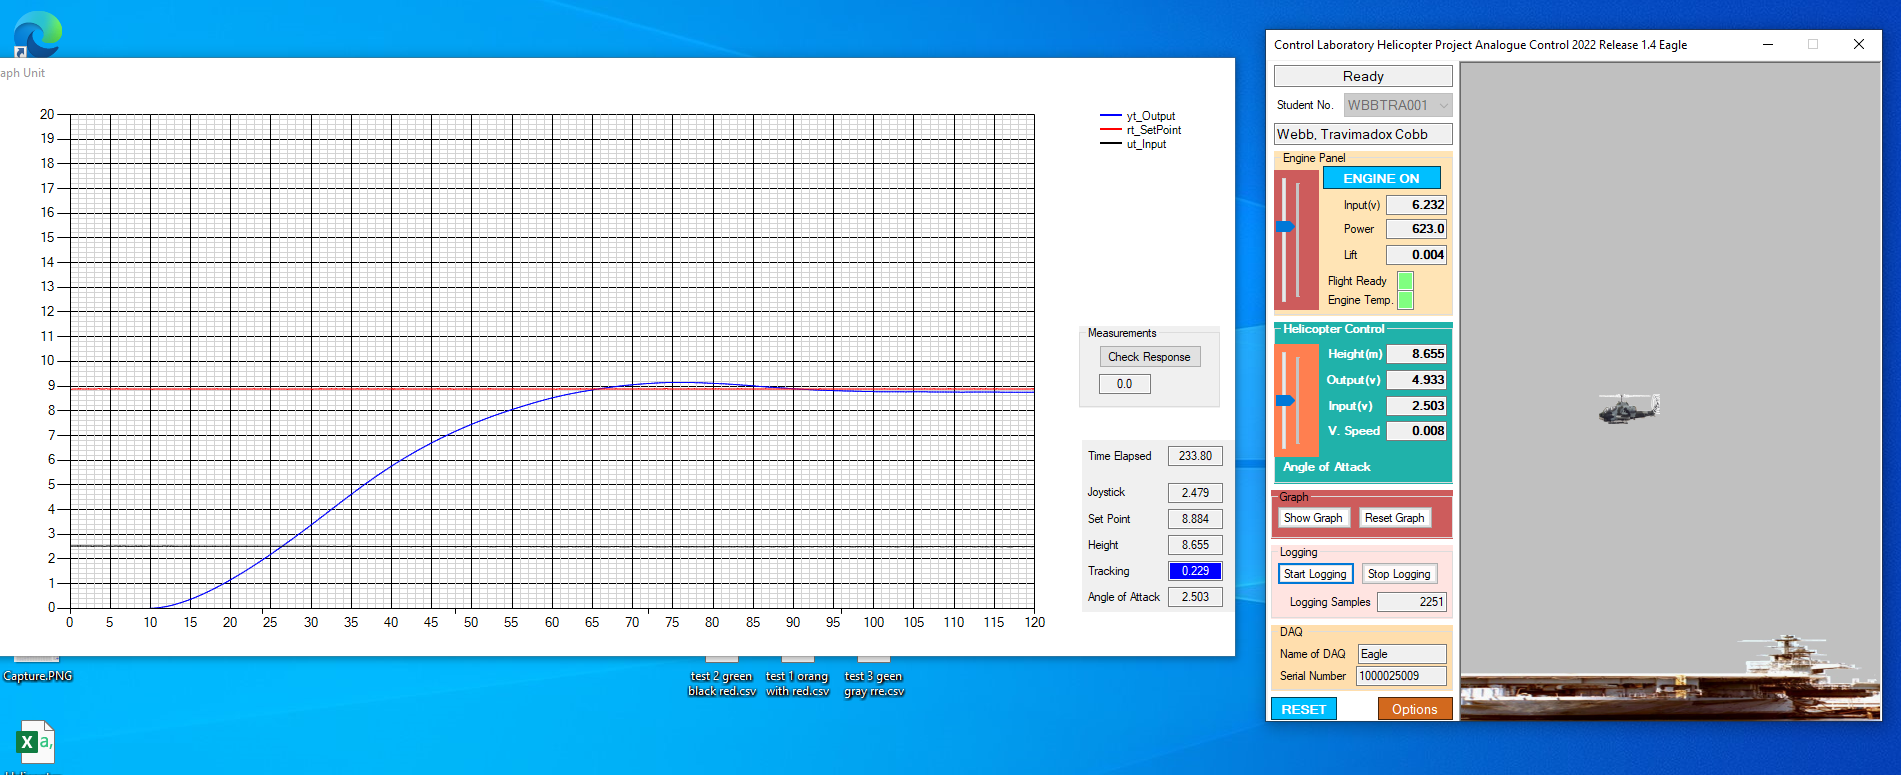 aph Unit
20
19
18
17
16
15
14
13
12
11
10
9
8
7
6
5
4
3
2
1
0
0 5 10 15 20 25 30 35 40 45 50 55 60 65 70 75 80 85 90 95 100 105 110 115 120
yt_Output
rt_SetPoint
ut_Input
Measurements
Check Response
0.0
Time Elapsed 233.80
Joystick 2.479
Set Point 8.884
Height 8.655
Tracking 0.229
Angle of Attack 2.503
Capture.PNG
test 2 green
black red.csv
test 1 orang
with red.csv
test 3 geen
gray rre.csv
X a,
Control Laboratory Helicopter Project Analogue Control 2022 Release 1.4 Eagle
Ready
Student No. WBBTRA001
Webb, Travimadox Cobb
Engine Panel
ENGINE ON
Input(v) 6.232
Power 623.0
Lift 0.004
Flight Ready
Engine Temp.
Helicopter Control
Height(m) 8.655
Output(v) 4.933
Input(v) 2.503
V. Speed 0.008
Angle of Attack
Graph
Show Graph Reset Graph
Logging
Start Logging Stop Logging
Logging Samples 2251
DAQ
Name of DAQ Eagle
Serial Number 1000025009
RESET Options